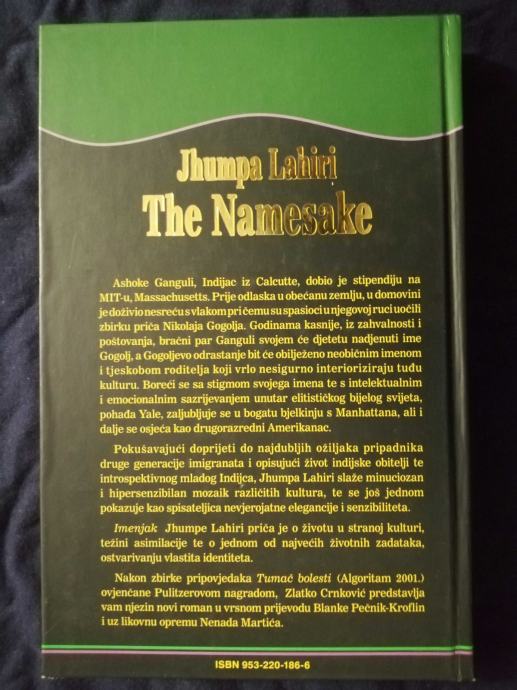 Jhumpa Lahiri
The Namesake
Ashoke Ganguli, Indijac iz Calcutte, dobio je stipendiju na
MIT-u, Massachusetts. Prije odlaska u obećanu zemlju, u domovini
je doživio nesreću s vlakom pri čemu su spasioci u njegovoj ruci uočili
zbirku priča Nikolaja Gogolja. Godinama kasnije, iz zahvalnosti i
poštovanja, bračni par Ganguli svojem će djetetu nadjenuti ime
Gogolj, a Gogoljevo odrastanje bit će obilježeno neobičnim imenom
i tjeskobom roditelja koji vrlo nesigurno interioriziraju tuđu
kulturu. Boreći se sa stigmom svojega imena te s intelektualnim
i emocionalnim sazrijevanjem unutar elitističkog bijelog svijeta,
pohađa Yale, zaljubljuje se u bogatu bjelkinju s Manhattana, ali i
dalje se osjeća kao drugorazredni Amerikanac.
Pokušavajući doprijeti do najdubljih ožiljaka pripadnika
druge generacije imigranata i opisujući život indijske obitelji te
introspektivnog mladog Indijca, Jhumpa Lahiri slaže minuciozan
i hipersenzibilan mozaik različitih kultura, te se još jednom
pokazuje kao spisateljica nevjerojatne elegancije i senzibiliteta.
Imenjak Jhumpe Lahiri priča je o životu u stranoj kulturi,
težini asimilacije te o jednom od najvećih životnih zadataka,
ostvarivanju vlastita identiteta.
Nakon zbirke pripovjedaka Tumač bolesti (Algoritam 2001.)
ovjenčane Pulitzerovom nagradom, Zlatko Crnković predstavlja
vam njezin novi roman u vrsnom prijevodu Blanke Pečnik-Kroflin
i uz likovnu opremu Nenada Martića.
ISBN 953-220-186-6